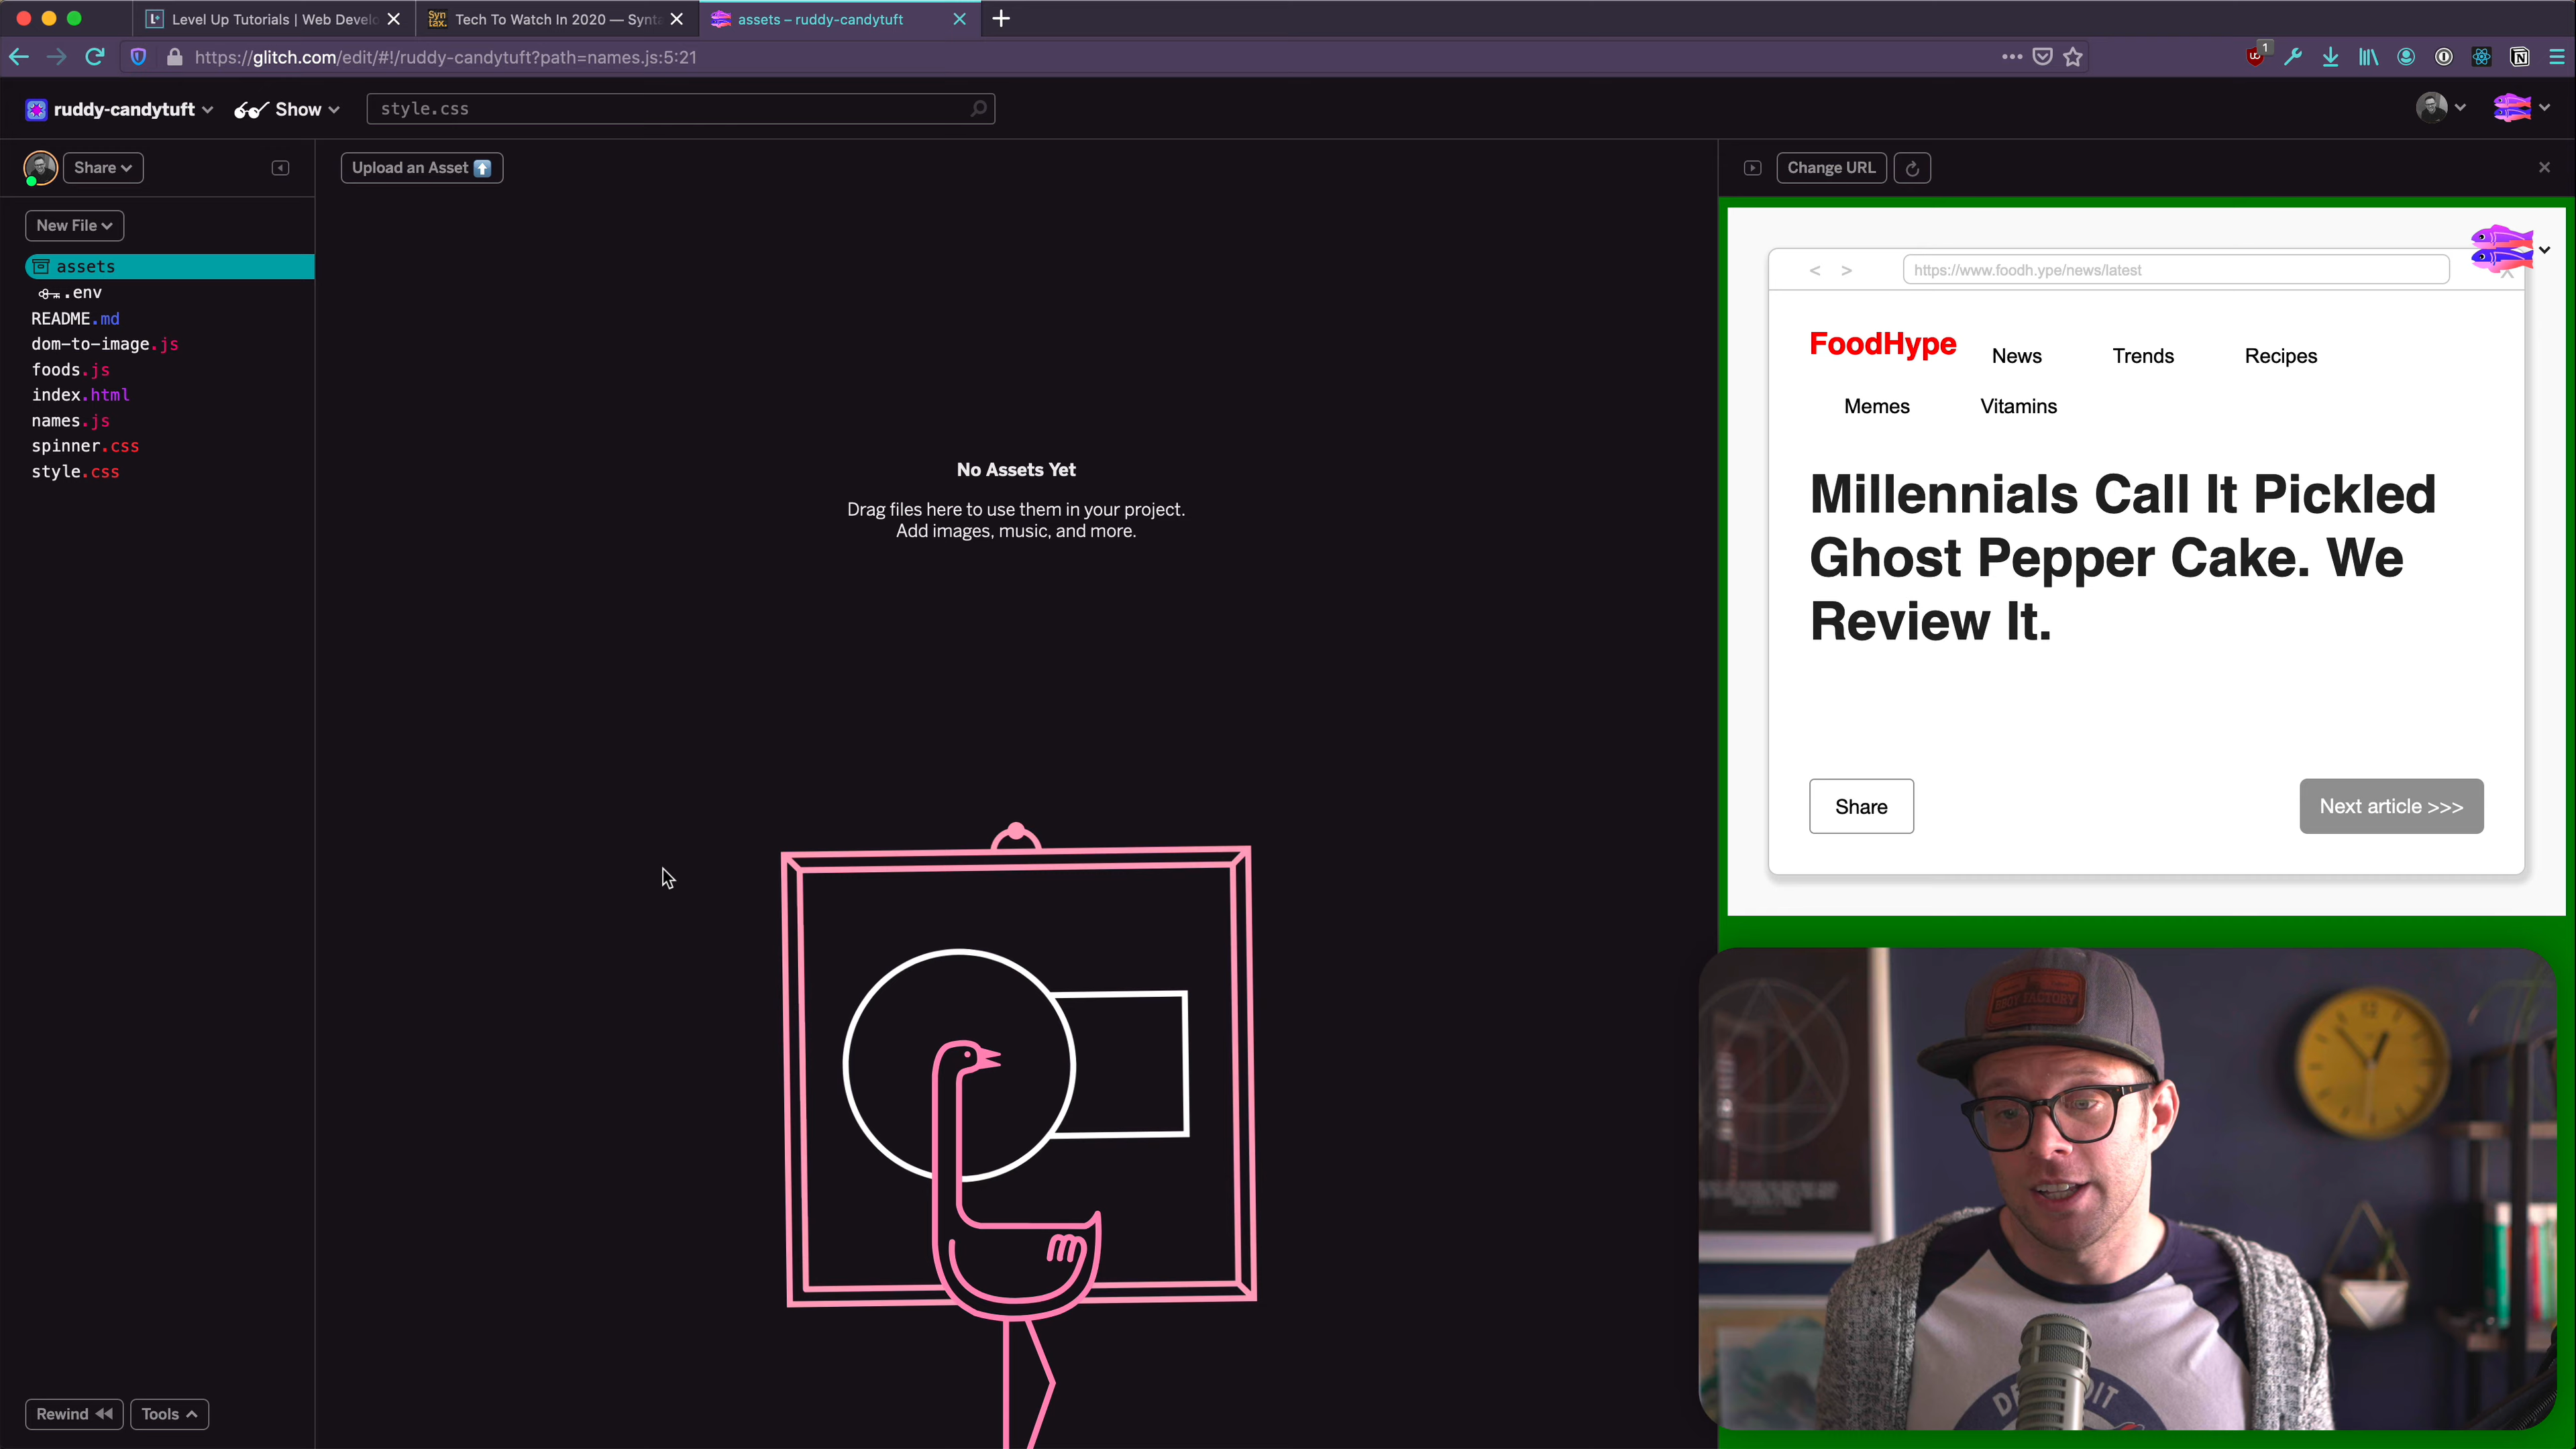 Level Up Tutorials | Web Develo
Syn tax. Tech To Watch In 2020 — Synta
assets – ruddy-candytuft
https://glitch.com/edit/#!/ruddy-candytuft?path=names.js:5:21
1
ruddy-candytuft
Show
style.css
Share
Upload an Asset
Change URL
New File
assets
.env
README.md
dom-to-image.js
foods.js
index.html
names.js
spinner.css
style.css
No Assets Yet
Drag files here to use them in your project.
Add images, music, and more.
< >
https://www.foodh.ype/news/latest
X
FoodHype
News
Trends
Recipes
Memes
Vitamins
Millennials Call It Pickled
Ghost Pepper Cake. We
Review It.
Share
Next article >>>
Rewind
Tools